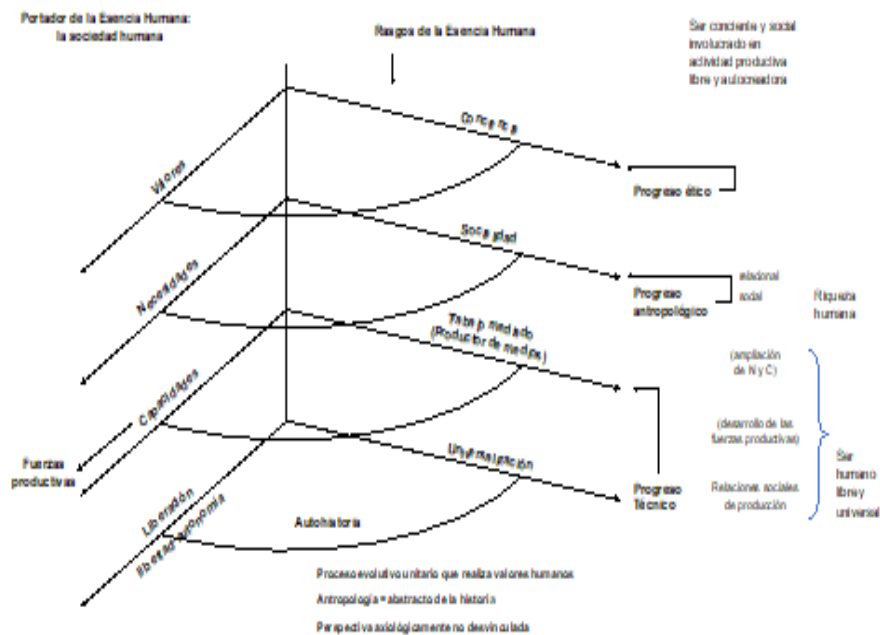 Portador de la Esencia Humana:
la sociedad humana
Rasgos de la Esencia Humana
Ser conciente y social
involucrado en
actividad productiva
libre y autocreadora
Conciencia
Valores
Progreso ético
Socialidad
Necesidades
Progreso
antropológico
relacional
social
Riqueza
humana
Trabajo mediado
(Productor de medios)
(ampliación
de N y C)
Capacidades
(desarrollo de las
fuerzas productivas)
Fuerzas
productivas
Universalización
Ser
humano
libre y
universal
Progreso
Técnico
Relaciones sociales
de producción
Liberación
libertad autonomía
Autohistoria
Proceso evolutivo unitario que realiza valores humanos
Antropología = abstracto de la historia
Perspectiva axiológicamente no desvinculada